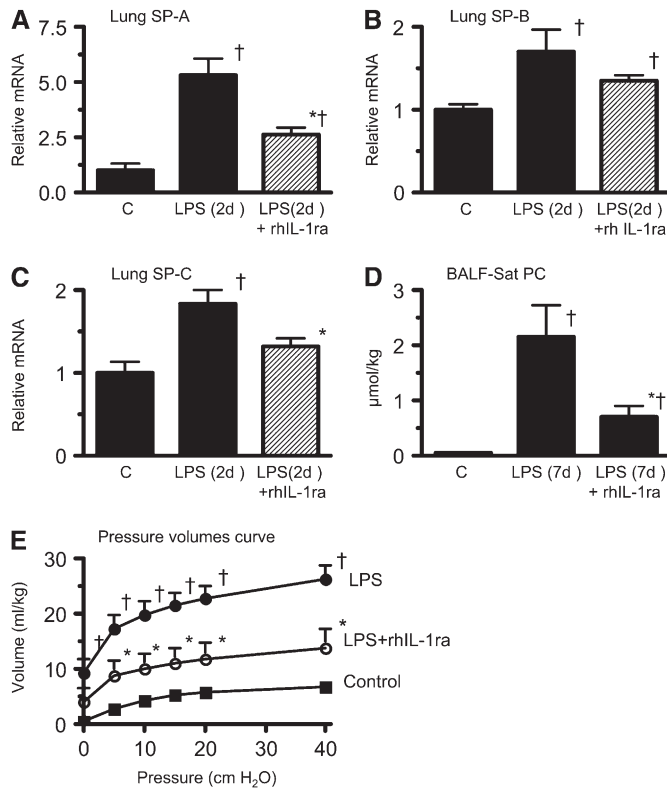 A
Lung SP-A
7.5
5.0
2.5
0.0
Relative mRNA
†
*†
C
LPS (2d )
LPS(2d )
+ rhIL-1ra
B
Lung SP-B
2
1
0
Relative mRNA
†
†
C
LPS (2d )
LPS(2d )
+rh IL-1ra
C
Lung SP-C
2
1
0
Relative mRNA
†
*
C
LPS (2d )
LPS(2d )
+rhIL-1ra
D
BALF-Sat PC
3
2
1
0
µmol/kg
†
*†
C
LPS (7d )
LPS (7d )
+ rhIL-1ra
E
Pressure volumes curve
30
20
10
0
Volume (ml/kg)
† † † † † †
LPS
* * * * *
LPS+rhIL-1ra
Control
0 10 20 30 40
Pressure (cm H2O)